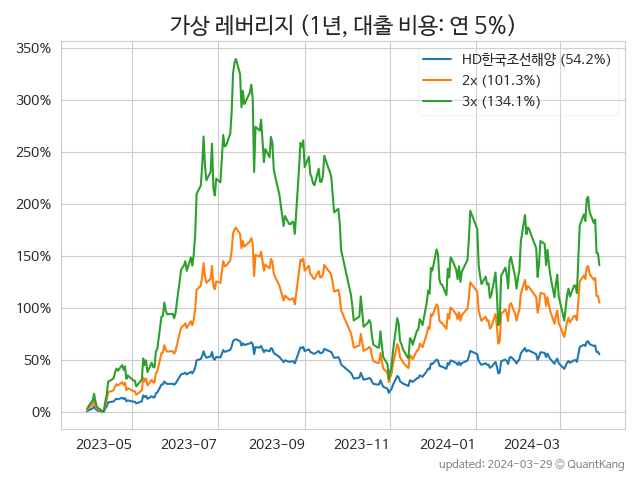 가상 레버리지 (1년, 대출 비용: 연 5%)
350%
300%
250%
200%
150%
100%
50%
0%
HD한국조선해양 (54.2%)
2x (101.3%)
3x (134.1%)
2023-05
2023-07
2023-09
2023-11
2024-01
2024-03
updated: 2024-03-29 © QuantKang